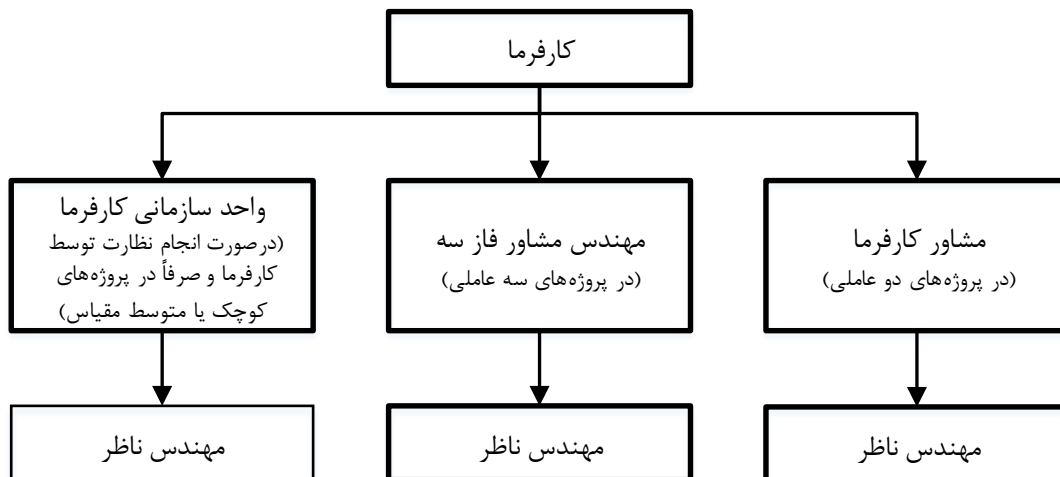 کارفرما
مشاور کارفرما
(در پروژه‌های دو عاملی)
مهندس مشاور فاز سه
(در پروژه‌های سه عاملی)
واحد سازمانی کارفرما
(درصورت انجام نظارت توسط
کارفرما و صرفاً در پروژه‌های
کوچک یا متوسط مقیاس)
مهندس ناظر
مهندس ناظر
مهندس ناظر